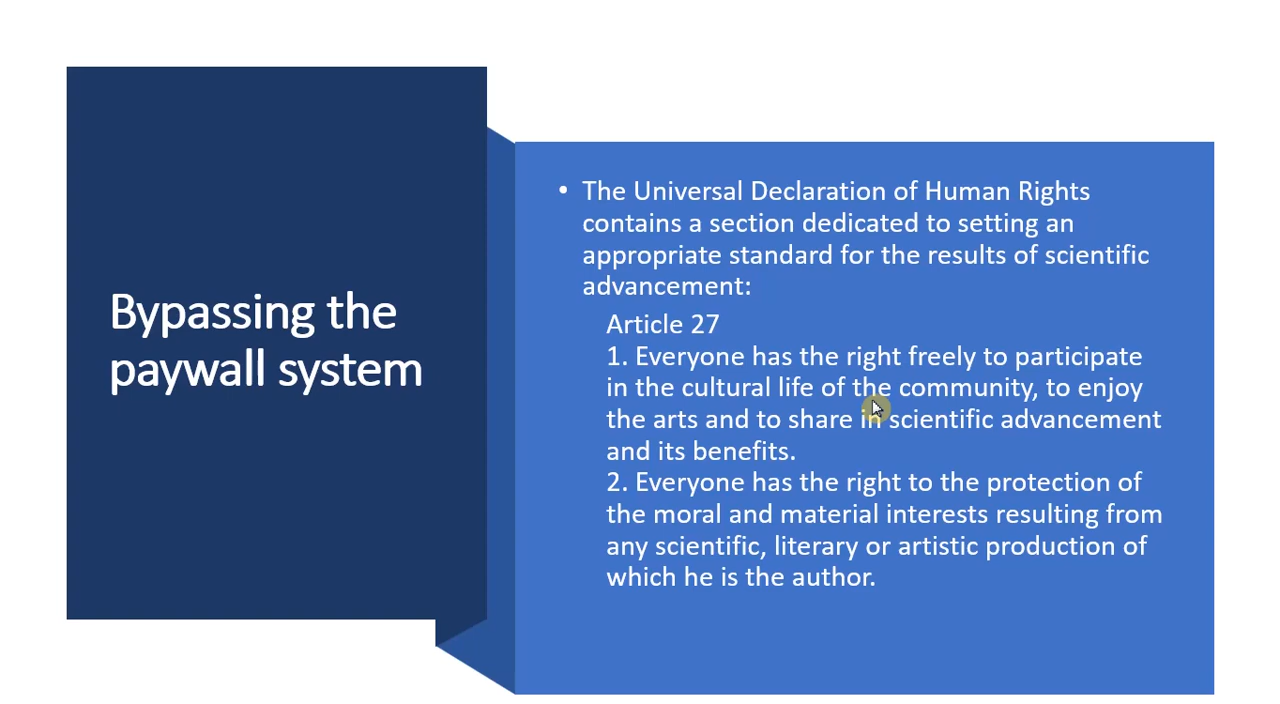 Bypassing the
paywall system
• The Universal Declaration of Human Rights
contains a section dedicated to setting an
appropriate standard for the results of scientific
advancement:
Article 27
1. Everyone has the right freely to participate
in the cultural life of the community, to enjoy
the arts and to share in scientific advancement
and its benefits.
2. Everyone has the right to the protection of
the moral and material interests resulting from
any scientific, literary or artistic production of
which he is the author.